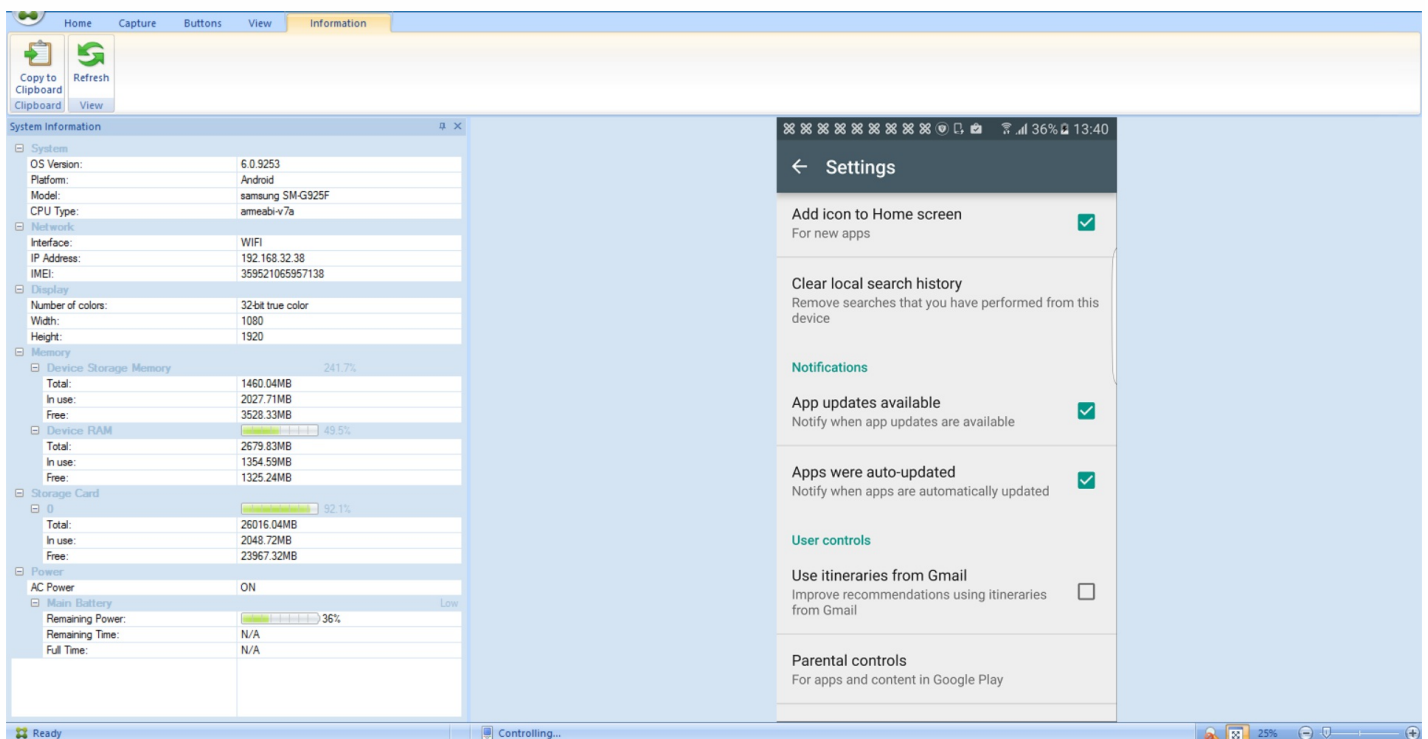 Home Capture Buttons View Information
Copy to Clipboard
Refresh
Clipboard View
System Information
System
OS Version: 6.0.9253
Platform: Android
Model: samsung SM-G925F
CPU Type: armeabi-v7a
Network
Interface: WIFI
IP Address: 192.168.32.38
IMEI: 359521065957138
Display
Number of colors: 32-bit true color
Width: 1080
Height: 1920
Memory
Device Storage Memory 241.7%
Total: 1460.04MB
In use: 2027.71MB
Free: 3528.33MB
Device RAM 49.5%
Total: 2679.83MB
In use: 1354.59MB
Free: 1325.24MB
Storage Card
0 92.1%
Total: 26016.04MB
In use: 2048.72MB
Free: 23967.32MB
Power
AC Power ON
Main Battery Low
Remaining Power: 36%
Remaining Time: N/A
Full Time: N/A
36% 13:40
Settings
Add icon to Home screen
For new apps
Clear local search history
Remove searches that you have performed from this
device
Notifications
App updates available
Notify when app updates are available
Apps were auto-updated
Notify when apps are automatically updated
User controls
Use itineraries from Gmail
Improve recommendations using itineraries
from Gmail
Parental controls
For apps and content in Google Play
Ready Controlling... 25%